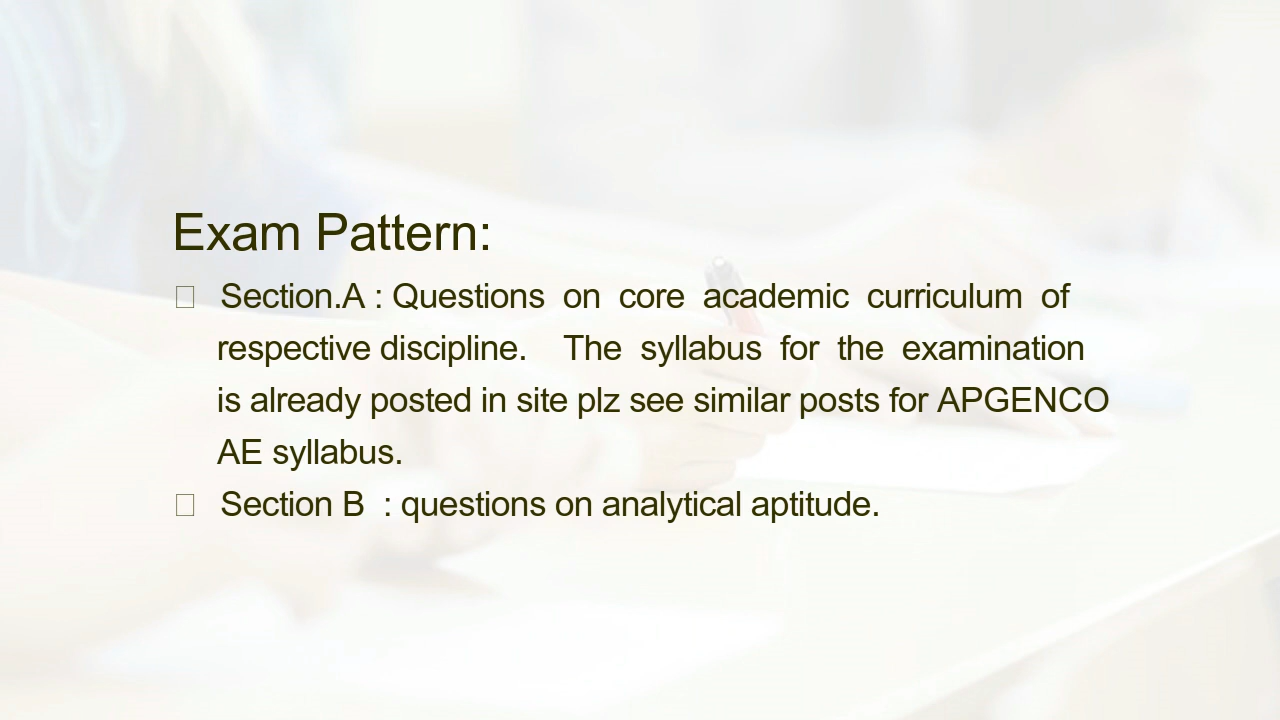 Exam Pattern:
□ Section.A : Questions on core academic curriculum of
respective discipline. The syllabus for the examination
is already posted in site plz see similar posts for APGENCO
AE syllabus.
□ Section B : questions on analytical aptitude.